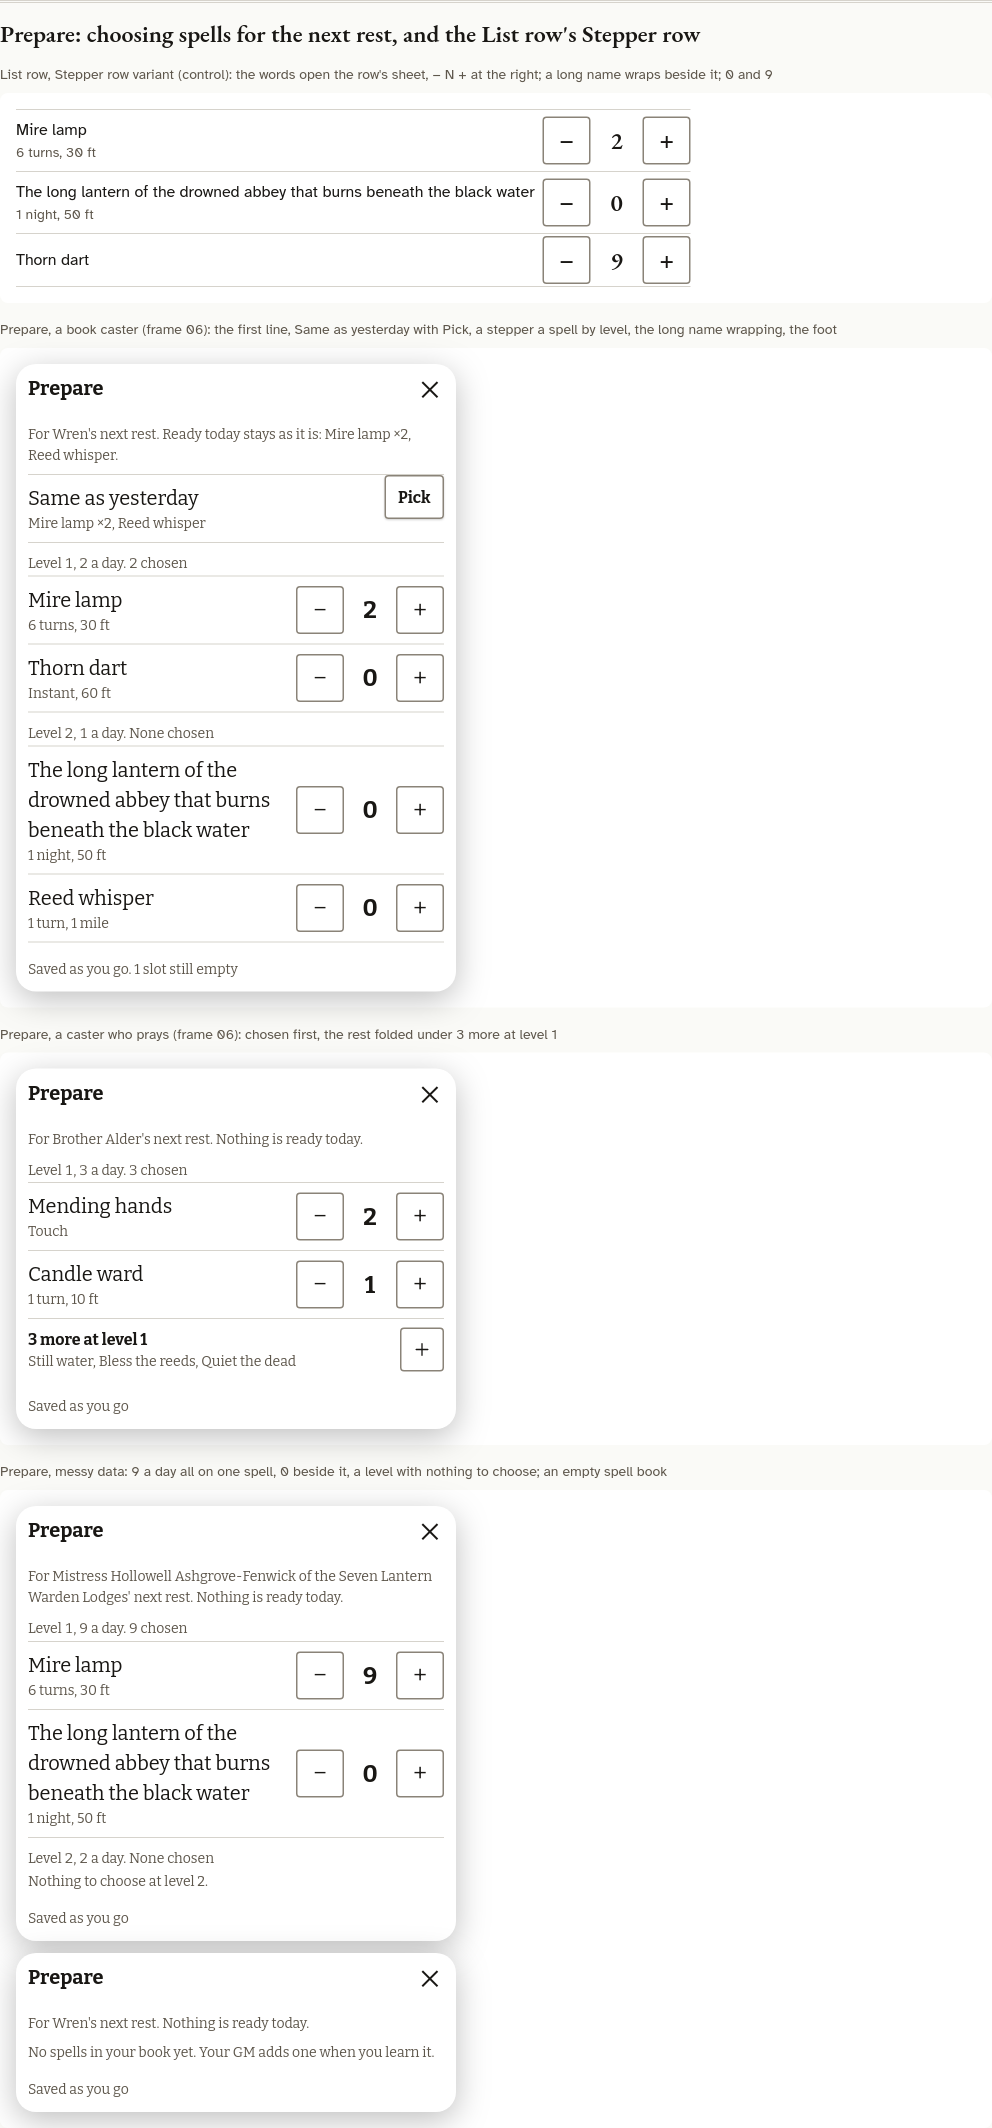 Prepare: choosing spells for the next rest, and the List row's Stepper row
List row, Stepper row variant (control): the words open the row's sheet, – N + at the right; a long name wraps beside it; 0 and 9
Mire lamp
6 turns, 30 ft
− 2 +
The long lantern of the drowned abbey that burns beneath the black water
1 night, 50 ft
− 0 +
Thorn dart
− 9 +
Prepare, a book caster (frame 06): the first line, Same as yesterday with Pick, a stepper a spell by level, the long name wrapping, the foot
Prepare
For Wren's next rest. Ready today stays as it is: Mire lamp ×2,
Reed whisper.
Same as yesterday
Pick
Mire lamp ×2, Reed whisper
Level 1, 2 a day. 2 chosen
Mire lamp
6 turns, 30 ft
− 2 +
Thorn dart
Instant, 60 ft
− 0 +
Level 2, 1 a day. None chosen
The long lantern of the
drowned abbey that burns
beneath the black water
1 night, 50 ft
− 0 +
Reed whisper
1 turn, 1 mile
− 0 +
Saved as you go. 1 slot still empty
Prepare, a caster who prays (frame 06): chosen first, the rest folded under 3 more at level 1
Prepare
For Brother Alder's next rest. Nothing is ready today.
Level 1, 3 a day. 3 chosen
Mending hands
Touch
− 2 +
Candle ward
1 turn, 10 ft
− 1 +
3 more at level 1
Still water, Bless the reeds, Quiet the dead
+
Saved as you go
Prepare, messy data: 9 a day all on one spell, 0 beside it, a level with nothing to choose; an empty spell book
Prepare
For Mistress Hollowell Ashgrove-Fenwick of the Seven Lantern
Warden Lodges' next rest. Nothing is ready today.
Level 1, 9 a day. 9 chosen
Mire lamp
6 turns, 30 ft
− 9 +
The long lantern of the
drowned abbey that burns
beneath the black water
1 night, 50 ft
− 0 +
Level 2, 2 a day. None chosen
Nothing to choose at level 2.
Saved as you go
Prepare
For Wren's next rest. Nothing is ready today.
No spells in your book yet. Your GM adds one when you learn it.
Saved as you go